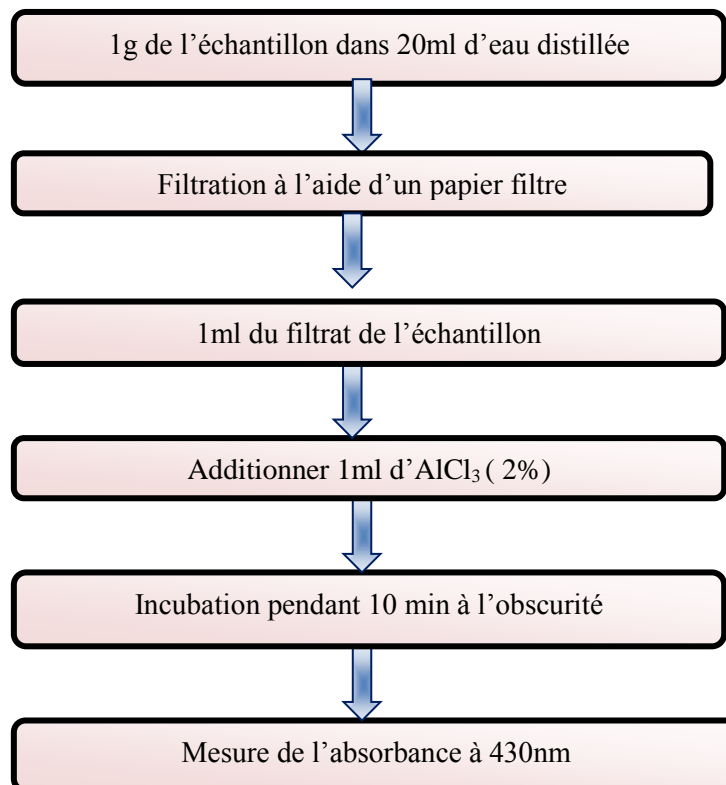 1g de l’échantillon dans 20ml d’eau distillée
Filtration à l’aide d’un papier filtre
1ml du filtrat de l’échantillon
Additionner 1ml d’AlCl₃ ( 2%)
Incubation pendant 10 min à l’obscurité
Mesure de l’absorbance à 430nm